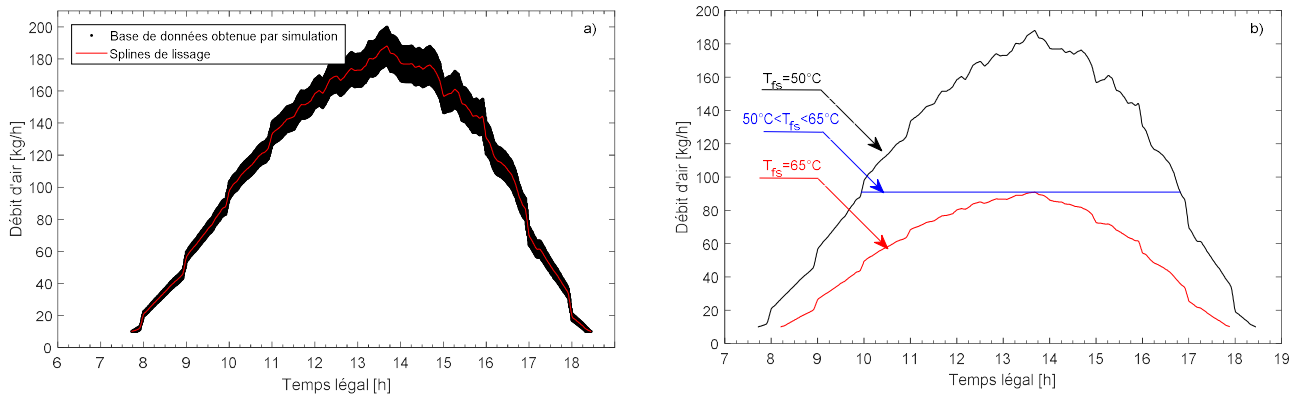 a)
Base de données obtenue par simulation
Splines de lissage
Débit d'air [kg/h]
200
180
160
140
120
100
80
60
40
20
0
6 7 8 9 10 11 12 13 14 15 16 17 18
Temps légal [h]
b)
T_fs=50°C
50°C<T_fs<65°C
T_fs=65°C
Débit d'air [kg/h]
200
180
160
140
120
100
80
60
40
20
0
7 8 9 10 11 12 13 14 15 16 17 18 19
Temps légal [h]